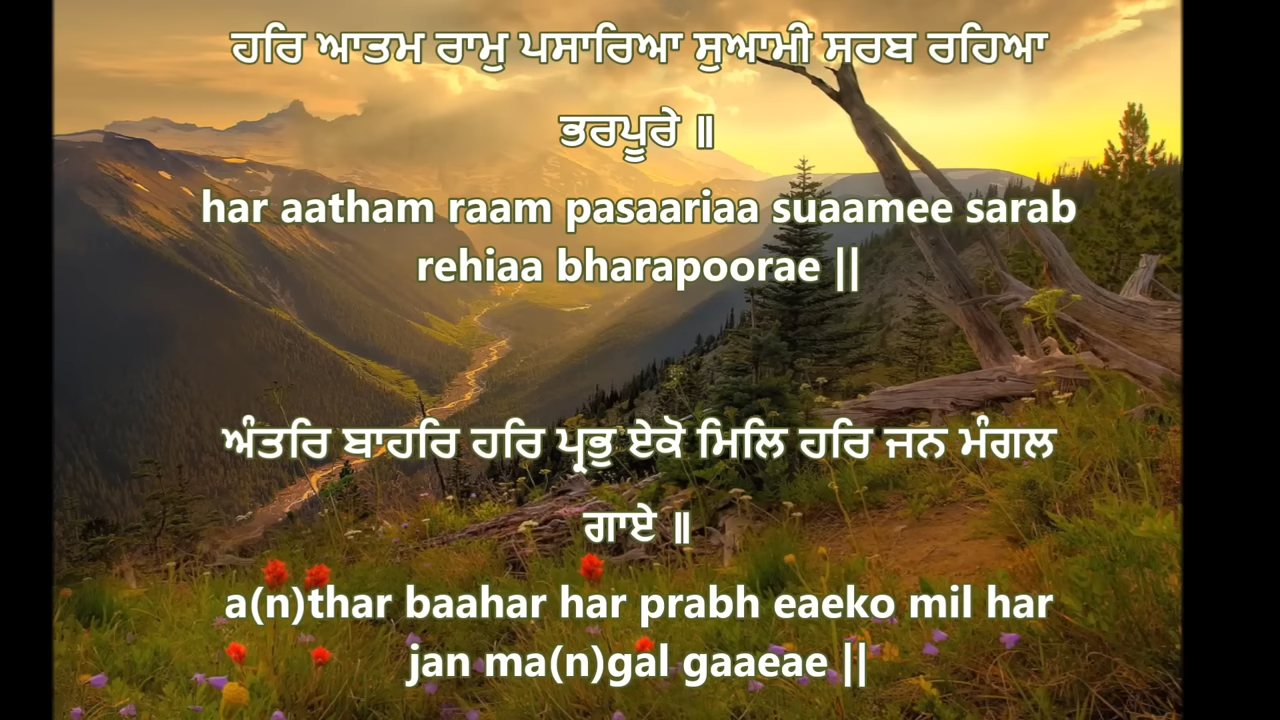 ਹਰਿ ਆਤਮ ਰਾਮੁ ਪਸਾਰਿਆ ਸੁਆਮੀ ਸਰਬ ਰਹਿਆ
ਭਰਪੂਰੇ ॥
har aatham raam pasaariaa suaamee sarab
rehiaa bharapoorae ||
ਅੰਤਰਿ ਬਾਹਰਿ ਹਰਿ ਪ੍ਰਭੁ ਏਕੋ ਮਿਲਿ ਹਰਿ ਜਨ ਮੰਗਲ
ਗਾਏ ॥
a(n)thar baahar har prabh eaeko mil har
jan ma(n)gal gaaeae ||